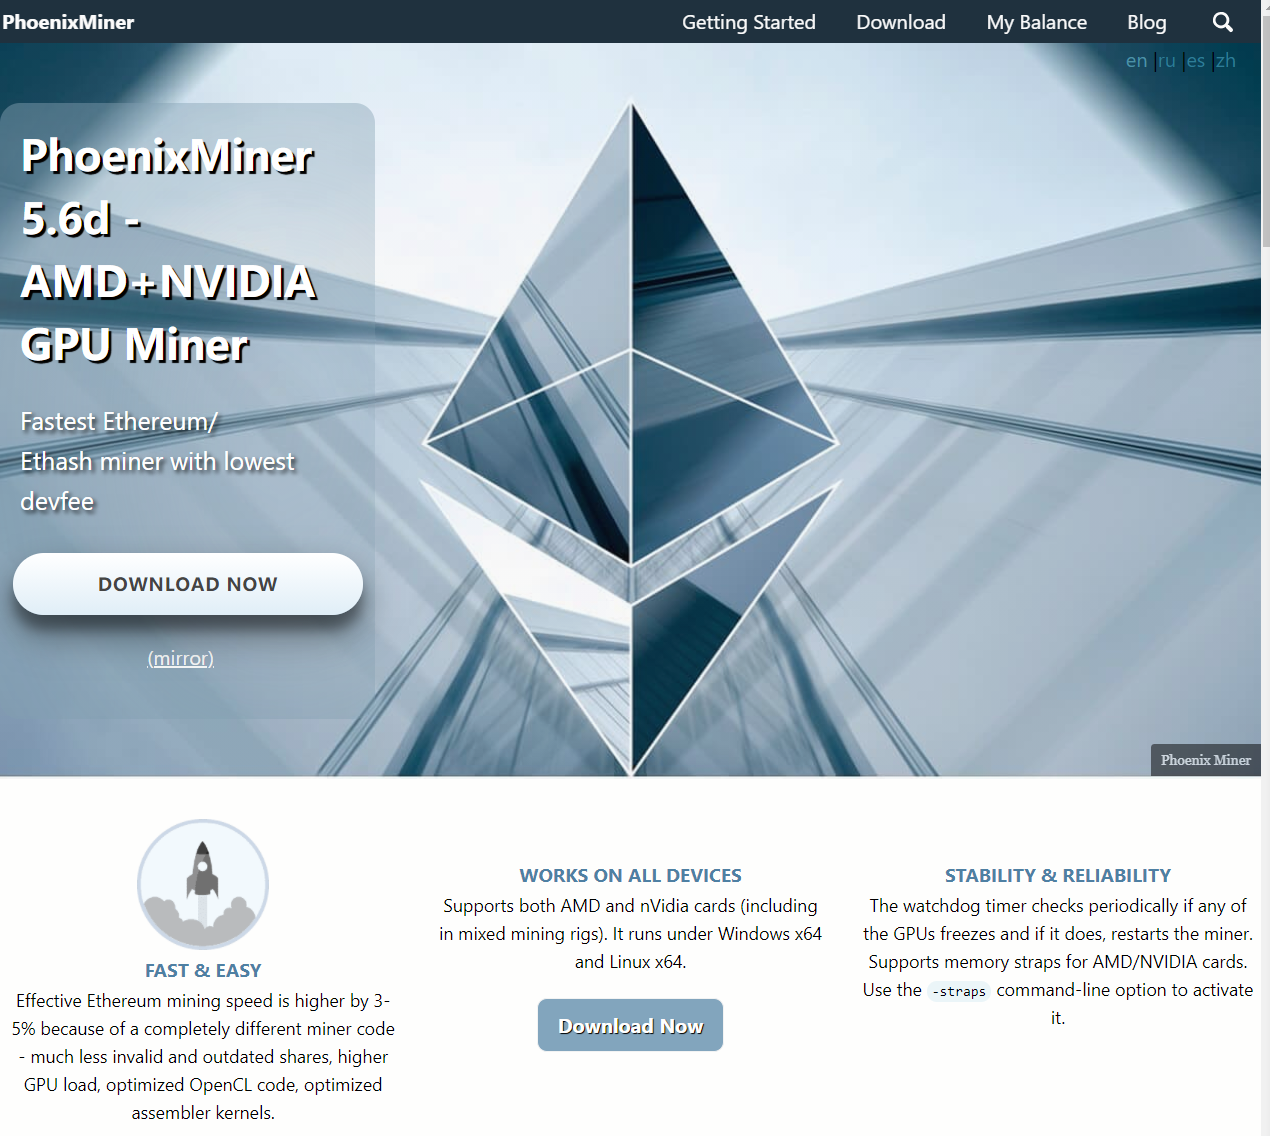 PhoenixMiner
Getting Started
Download
My Balance
Blog
en |ru |es |zh
PhoenixMiner
5.6d -
AMD+NVIDIA
GPU Miner
Fastest Ethereum/
Ethash miner with lowest
devfee
DOWNLOAD NOW
(mirror)
Phoenix Miner
FAST & EASY
Effective Ethereum mining speed is higher by 3-
5% because of a completely different miner code
- much less invalid and outdated shares, higher
GPU load, optimized OpenCL code, optimized
assembler kernels.
WORKS ON ALL DEVICES
Supports both AMD and nVidia cards (including
in mixed mining rigs). It runs under Windows x64
and Linux x64.
Download Now
STABILITY & RELIABILITY
The watchdog timer checks periodically if any of
the GPUs freezes and if it does, restarts the miner.
Supports memory straps for AMD/NVIDIA cards.
Use the -straps command-line option to activate
it.